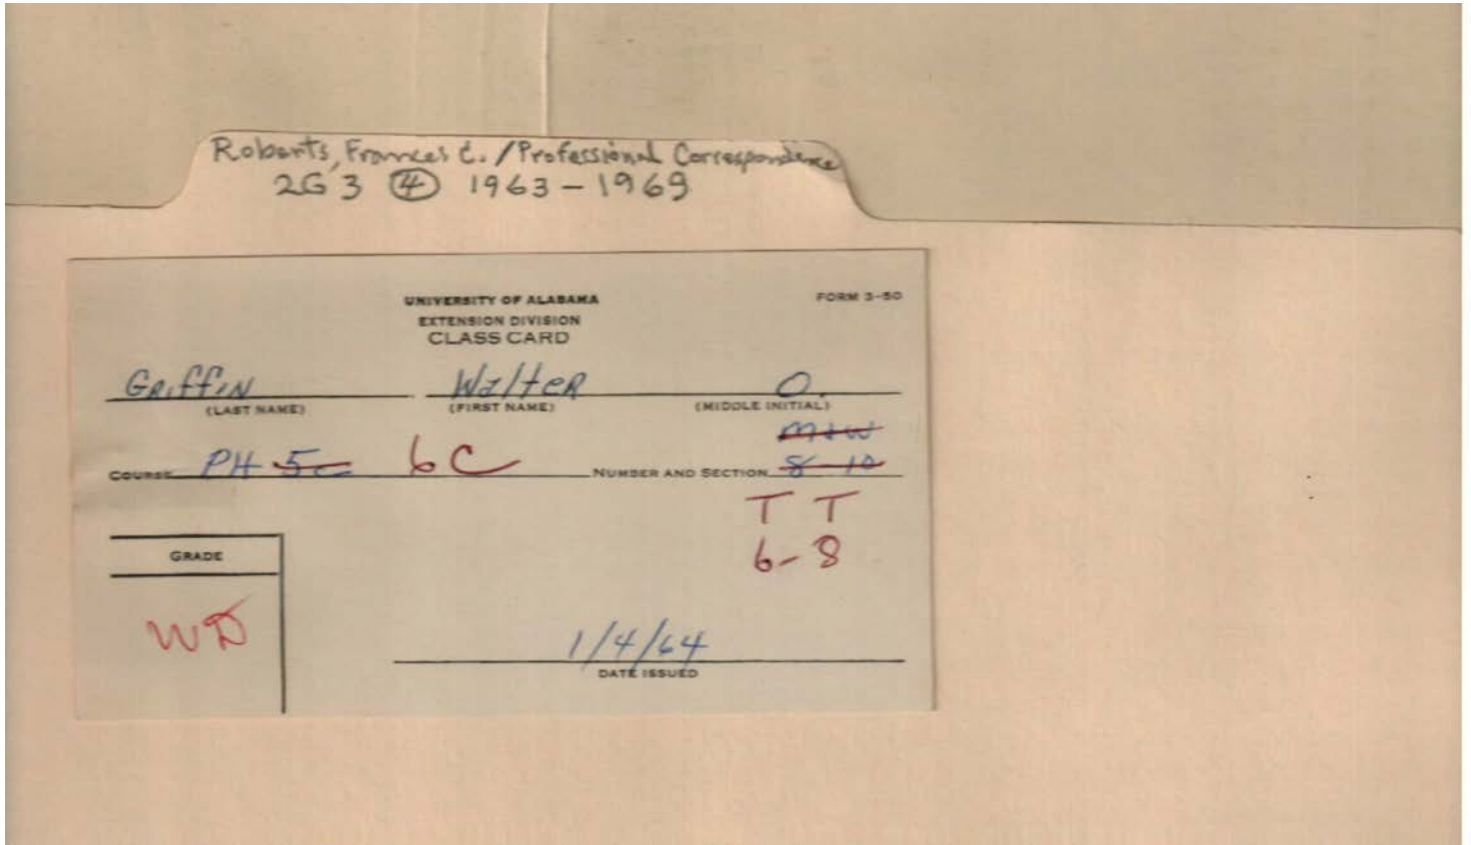 Roberts, Frances C. / Professional Correspondence
2G3 ④ 1963-1969
UNIVERSITY OF ALABAMA
FORM 3-50
EXTENSION DIVISION
CLASS CARD
GRIFFIN Walter O.
(LAST NAME) (FIRST NAME) (MIDDLE INITIAL)
M+W
COURSE PH 5C 6C NUMBER AND SECTION 8-10
T T
6-8
GRADE
WD
1/4/64
DATE ISSUED